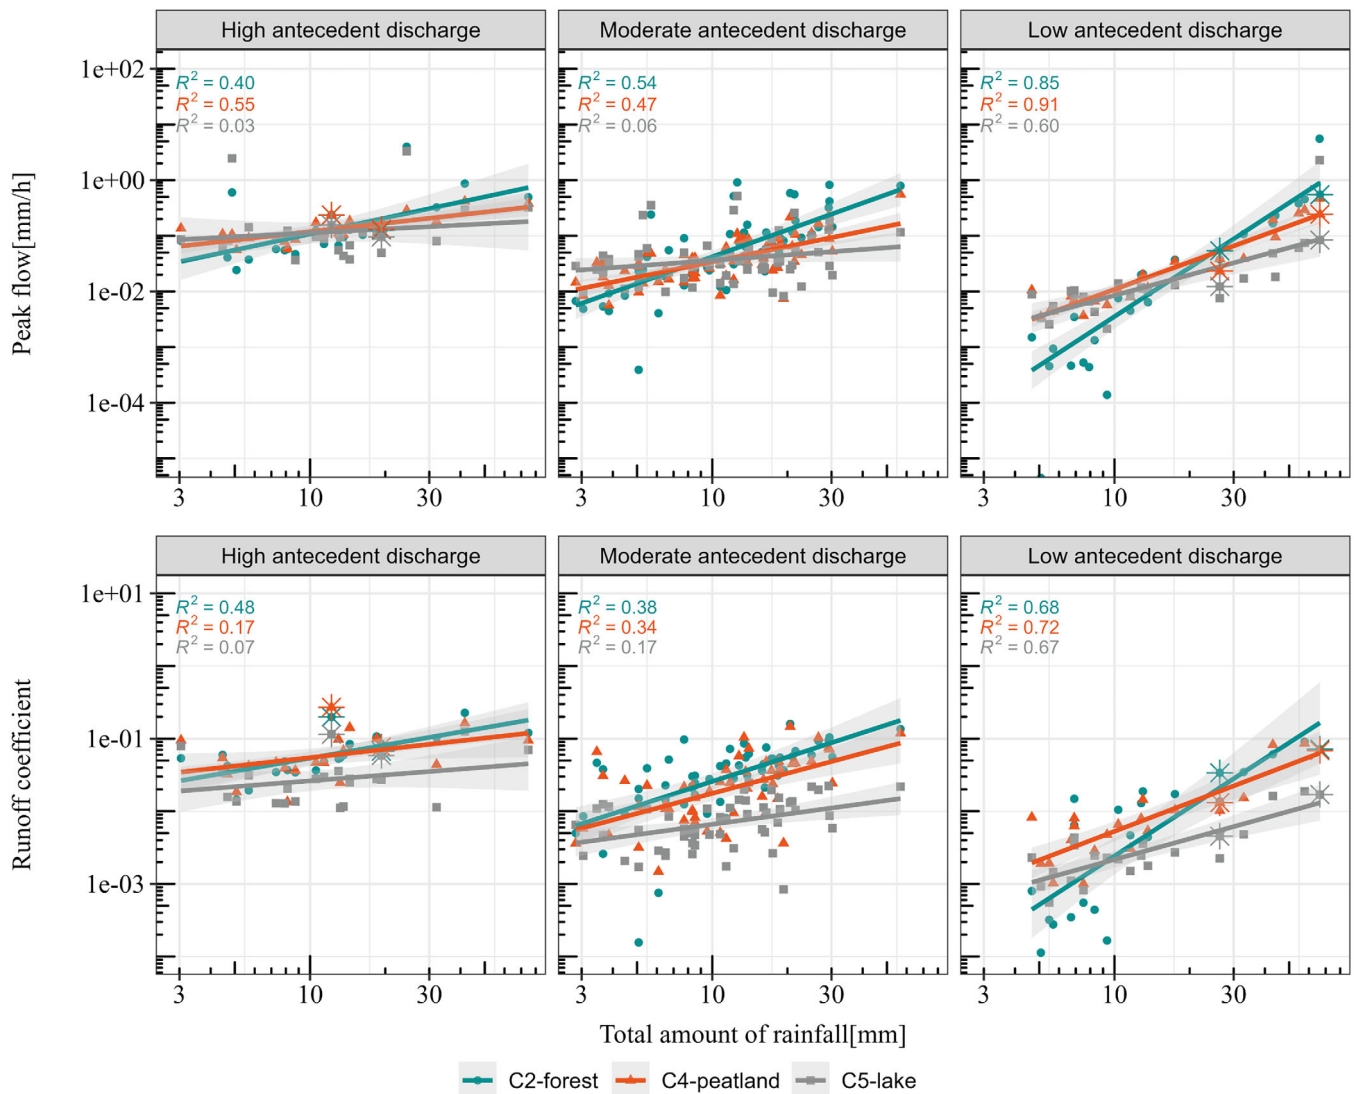 High antecedent discharge
Moderate antecedent discharge
Low antecedent discharge
Peak flow[mm/h]
1e+02
1e+00
1e-02
1e-04
R² = 0.40
R² = 0.55
R² = 0.03
R² = 0.54
R² = 0.47
R² = 0.06
R² = 0.85
R² = 0.91
R² = 0.60
3 10 30
3 10 30
3 10 30
High antecedent discharge
Moderate antecedent discharge
Low antecedent discharge
Runoff coefficient
1e+01
1e-01
1e-03
R² = 0.48
R² = 0.17
R² = 0.07
R² = 0.38
R² = 0.34
R² = 0.17
R² = 0.68
R² = 0.72
R² = 0.67
3 10 30
3 10 30
3 10 30
Total amount of rainfall[mm]
C2-forest C4-peatland C5-lake